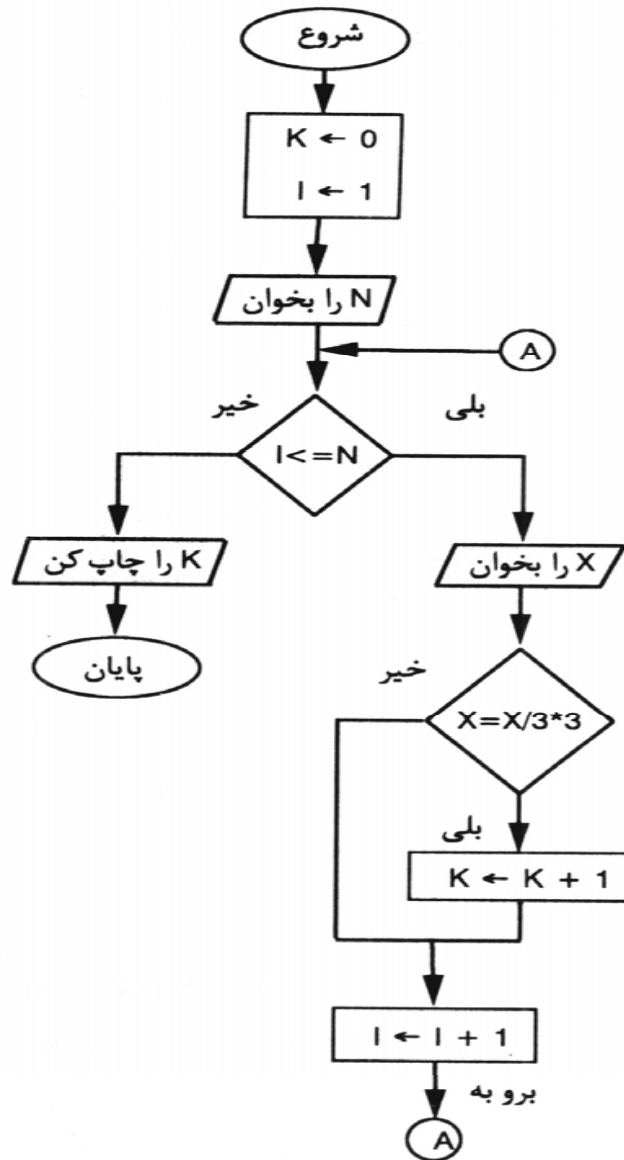 شروع
K ← 0
I ← 1
N را بخوان
A
خیر
بلی
I<=N
K را چاپ کن
X را بخوان
پایان
خیر
X=X/3*3
بلی
K ← K + 1
I ← I + 1
برو به
A